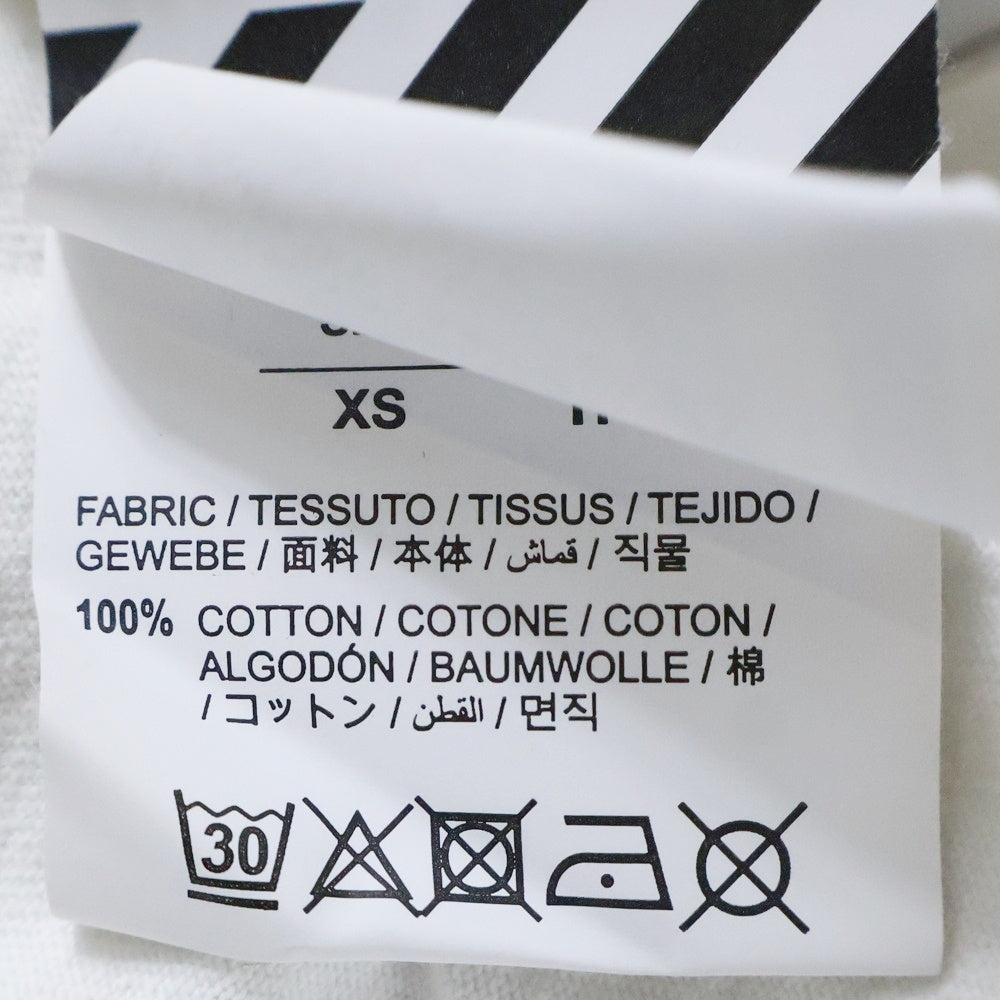 XS
FABRIC / TESSUTO / TISSUS / TEJIDO /
GEWEBE / 面料 / 本体 / قماش / 직물
100% COTTON / COTONE / COTON /
ALGODÓN / BAUMWOLLE / 棉
/ コットン / القطن / 면직
30